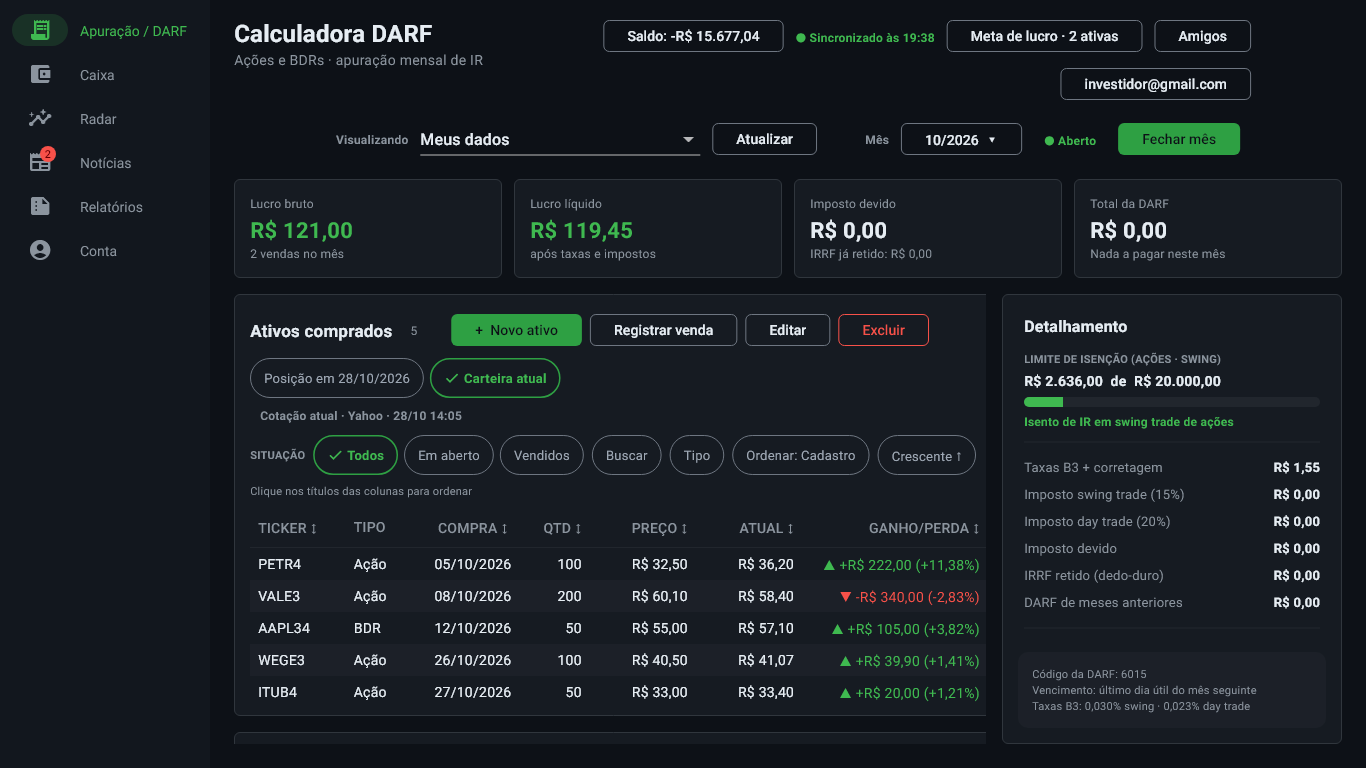 Apuração / DARF
Caixa
Radar
2
Notícias
Relatórios
Conta
Calculadora DARF
Ações e BDRs · apuração mensal de IR
Saldo: -R$ 15.677,04
Sincronizado às 19:38
Meta de lucro · 2 ativas
Amigos
investidor@gmail.com
Visualizando
Meus dados
Atualizar
Mês
10/2026 ▾
Aberto
Fechar mês
Lucro bruto
R$ 121,00
2 vendas no mês
Lucro líquido
R$ 119,45
após taxas e impostos
Imposto devido
R$ 0,00
IRRF já retido: R$ 0,00
Total da DARF
R$ 0,00
Nada a pagar neste mês
Ativos comprados 5
+ Novo ativo
Registrar venda
Editar
Excluir
Posição em 28/10/2026
Carteira atual
Cotação atual · Yahoo · 28/10 14:05
SITUAÇÃO
Todos
Em aberto
Vendidos
Buscar
Tipo
Ordenar: Cadastro
Crescente ↑
Clique nos títulos das colunas para ordenar
TICKER ↕ TIPO COMPRA ↕ QTD ↕ PREÇO ↕ ATUAL ↕ GANHO/PERDA ↕
PETR4 Ação 05/10/2026 100 R$ 32,50 R$ 36,20 ▲ +R$ 222,00 (+11,38%)
VALE3 Ação 08/10/2026 200 R$ 60,10 R$ 58,40 ▼ -R$ 340,00 (-2,83%)
AAPL34 BDR 12/10/2026 50 R$ 55,00 R$ 57,10 ▲ +R$ 105,00 (+3,82%)
WEGE3 Ação 26/10/2026 100 R$ 40,50 R$ 41,07 ▲ +R$ 39,90 (+1,41%)
ITUB4 Ação 27/10/2026 50 R$ 33,00 R$ 33,40 ▲ +R$ 20,00 (+1,21%)
Detalhamento
LIMITE DE ISENÇÃO (AÇÕES · SWING)
R$ 2.636,00 de R$ 20.000,00
Isento de IR em swing trade de ações
Taxas B3 + corretagem R$ 1,55
Imposto swing trade (15%) R$ 0,00
Imposto day trade (20%) R$ 0,00
Imposto devido R$ 0,00
IRRF retido (dedo-duro) R$ 0,00
DARF de meses anteriores R$ 0,00
Código da DARF: 6015
Vencimento: último dia útil do mês seguinte
Taxas B3: 0,030% swing · 0,023% day trade